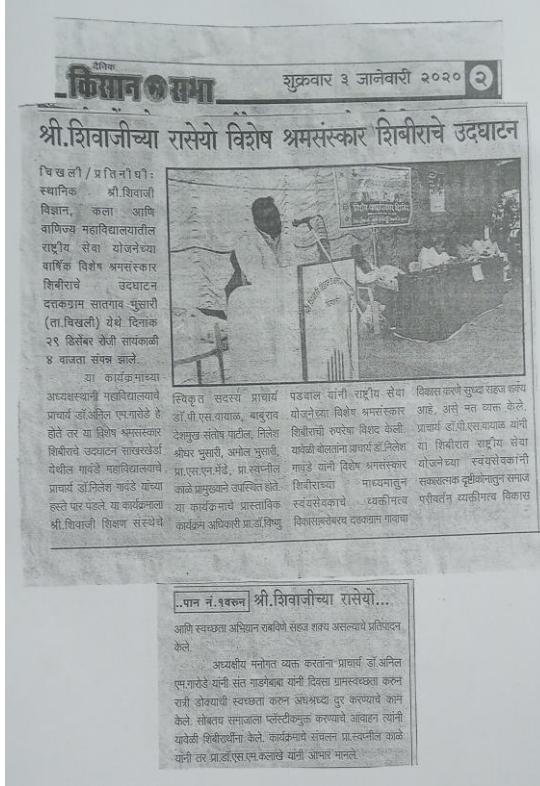 दैनिक
किसान सभा
शुक्रवार ३ जानेवारी २०२० २
श्री.शिवाजीच्या रासेयो विशेष श्रमसंस्कार शिबीराचे उदघाटन
चिखली/प्रतिनीधी:
स्थानिक श्री.शिवाजी
विज्ञान, कला आणि
वाणिज्य महाविद्यालयातील
राष्ट्रीय सेवा योजनेच्या
वार्षिक विशेष श्रमसंस्कार
शिबीराचे उदघाटन
दत्तकग्राम सातगाव भुसारी
(ता.चिखली) येथे दिनांक
२९ डिसेंबर रोजी सायंकाळी
४ वाजता संपन्न झाले.
या कार्यक्रमाच्या
अध्यक्षस्थानी महाविद्यालयाचे
प्राचार्य डॉ.अनिल एम.गारोडे हे
होते तर या विशेष श्रमसंस्कार
शिबीराचे उदघाटन साखरखेर्डा
येथील गावंडे महाविद्यालयाचे
प्राचार्य डॉ.निलेश गावंडे यांच्या
हस्ते पार पडले. या कार्यक्रमाला
श्री.शिवाजी शिक्षण संस्थेचे
स्विकृत सदस्य प्राचार्य
डॉ.पी.एस.वायाळ, बाबुराव
देशमुख संतोष पाटील, निलेश
श्रीधर भुसारी, अमोल भुसारी,
प्रा.एस.एन.मेंढे, प्रा.स्वप्नील
काळे प्रामुख्याने उपस्थित होते.
या कार्यक्रमाचे प्रास्ताविक
कार्यक्रम अधिकारी प्रा.डॉ.विष्णु
पडवाल यांनी राष्ट्रीय सेवा
योजनेच्या विशेष श्रमसंस्कार
शिबीराची रुपरेषा विशद केली.
यावेळी बोलतांना प्राचार्य डॉ.निलेश
गावंडे यांनी विशेष श्रमसंस्कार
शिबीराच्या माध्यमातुन
स्वंयसेवकाचे व्यक्तीमत्व
विकासाबरोबरच दत्तकग्राम गावाचा
विकास करणे सुध्दा सहज शक्य
आहे, असे मत व्यक्त केले.
प्राचार्य डॉ.पी.एस.वायाळ यांनी
या शिबीरात राष्ट्रीय सेवा
योजनेच्या स्वंयसेवकांनी
सकारात्मक दृष्टीकोनातुन समाज
परीवर्तन व्यक्तीमत्व विकास
..पान नं.१वरुन श्री.शिवाजीच्या रासेयो...
आणि स्वच्छता अभियान राबविणे सहज शक्य असल्याचे प्रतिपादन
केले.
अध्यक्षीय मनोगत व्यक्त करतांना प्राचार्य डॉ.अनिल
एम.गारोडे यांनी संत गाडगेबाबा यांनी दिवसा ग्रामस्वच्छता करुन
रात्री डोक्याची स्वच्छता करुन अंधश्रध्दा दुर करण्याचे काम
केले. सोबतच समाजाला प्लॅस्टीकमुक्त करण्याचे आवाहन त्यांनी
यावेळी शिबीरार्थींना केले. कार्यक्रमाचे संचलन प्रा.स्वप्नील काळे
यांनी तर प्रा.डॉ.एस.एम.कलाखे यांनी आभार मानले.